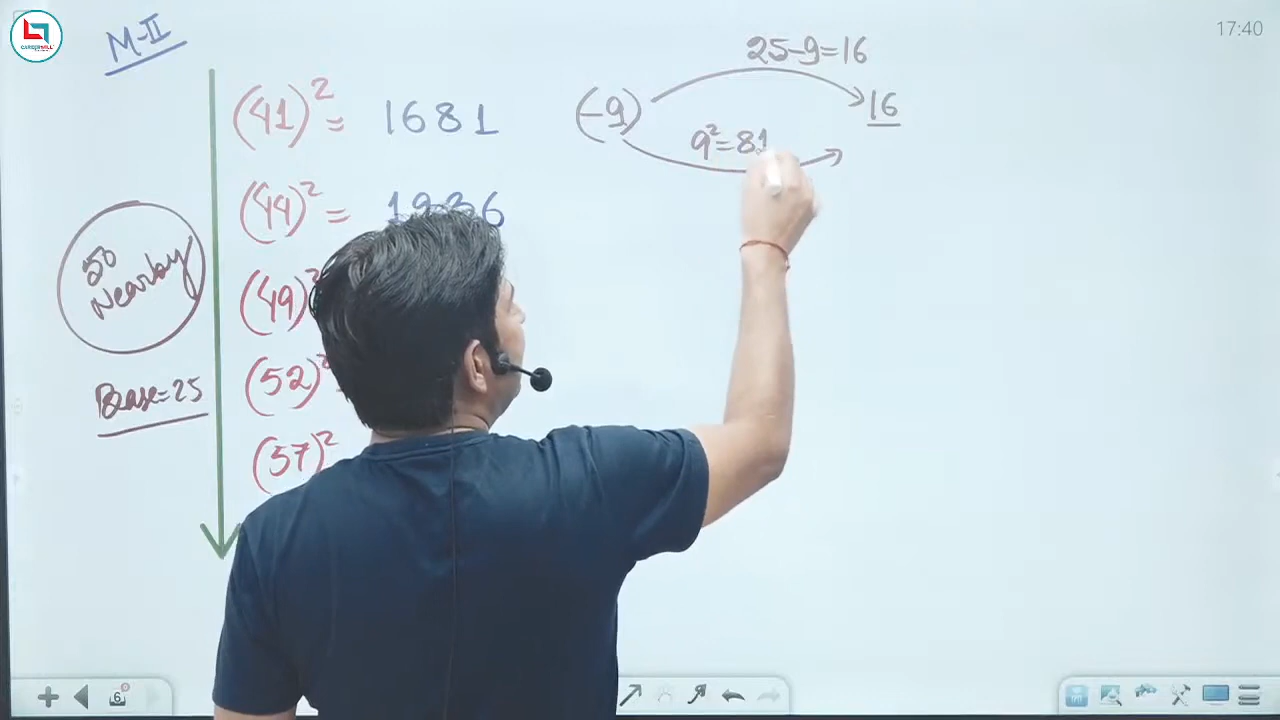 M-II
17:40
CAREERWILL
25-9=16
(41)² = 1681
(-9)
16
9²=81
(44)² = 1936
50
Nearby
(49)
(52)²
Base=25
(57)²
6